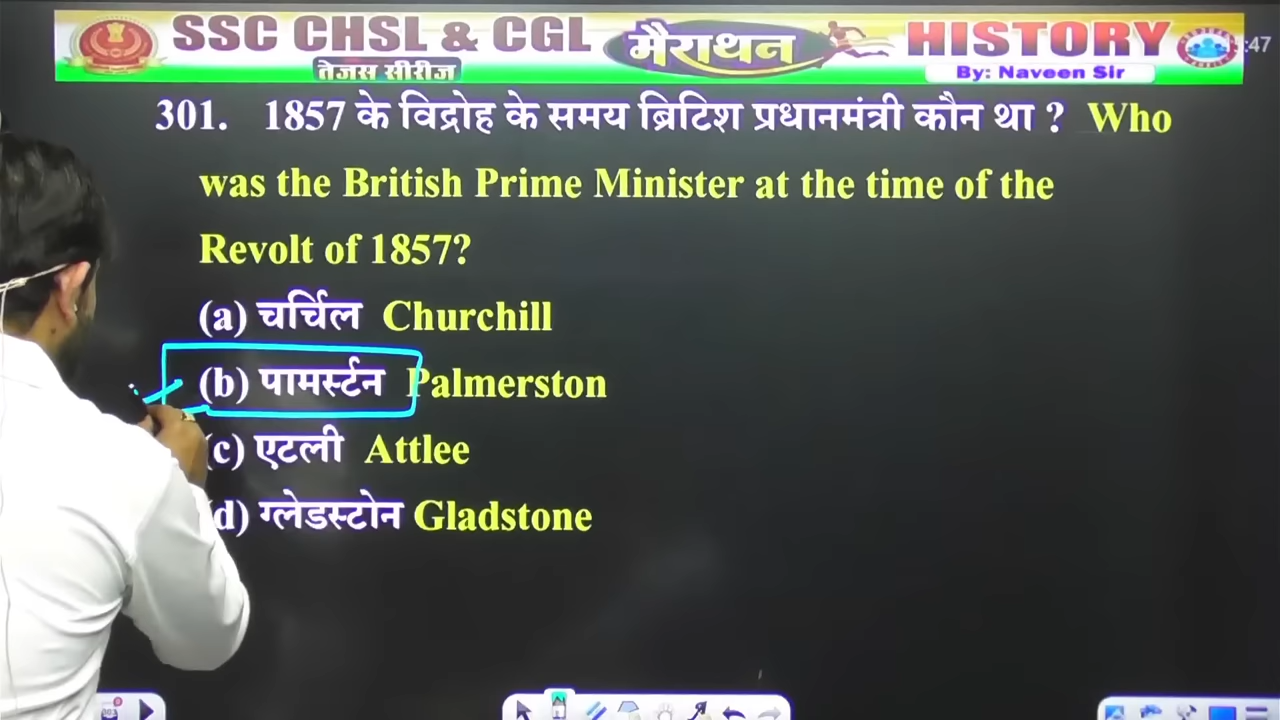 SSC CHSL & CGL
तेजस सीरीज
मैराथन
HISTORY
By: Naveen Sir
:47
301. 1857 के विद्रोह के समय ब्रिटिश प्रधानमंत्री कौन था ? Who
was the British Prime Minister at the time of the
Revolt of 1857?
(a) चर्चिल Churchill
(b) पामर्स्टन Palmerston
(c) एटली Attlee
(d) ग्लेडस्टोन Gladstone